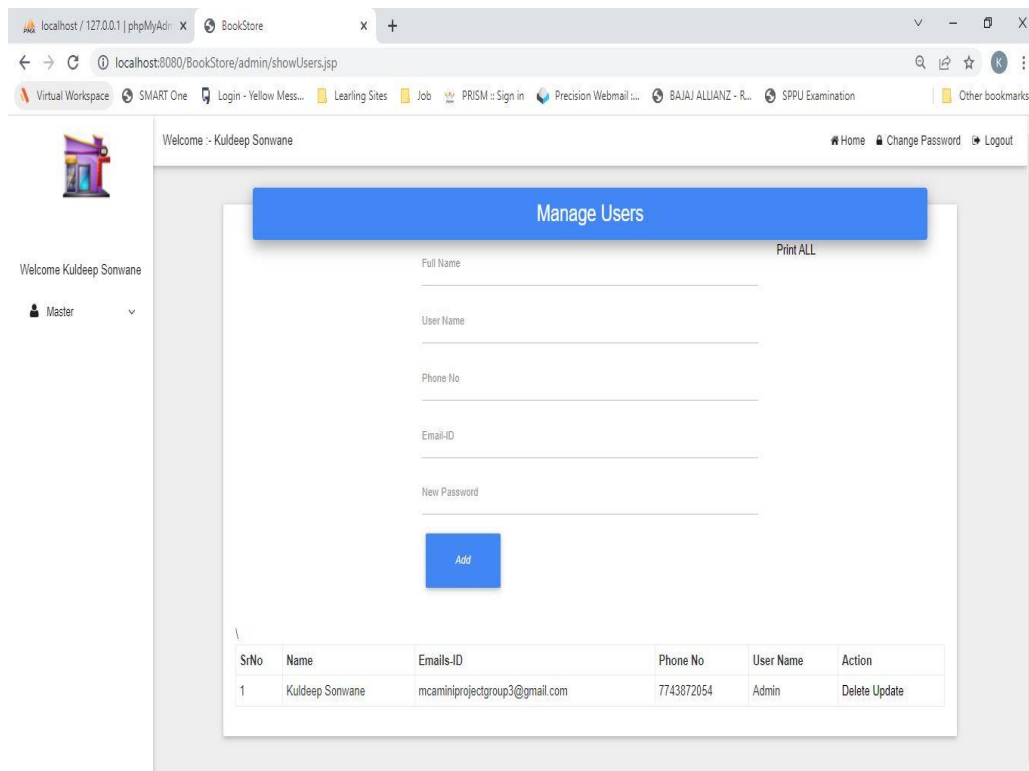 localhost / 127.0.0.1 | phpMyAdm
BookStore
localhost:8080/BookStore/admin/showUsers.jsp
K
Virtual Workspace SMART One Login - Yellow Mess... Learling Sites Job PRISM :: Sign in Precision Webmail :... BAJAJ ALLIANZ - R... SPPU Examination Other bookmarks
Welcome :- Kuldeep Sonwane
Home Change Password Logout
Welcome Kuldeep Sonwane
Master
Manage Users
Print ALL
Full Name
User Name
Phone No
Email-ID
New Password
Add
\
SrNo Name Emails-ID Phone No User Name Action
1 Kuldeep Sonwane mcaminiprojectgroup3@gmail.com 7743872054 Admin Delete Update